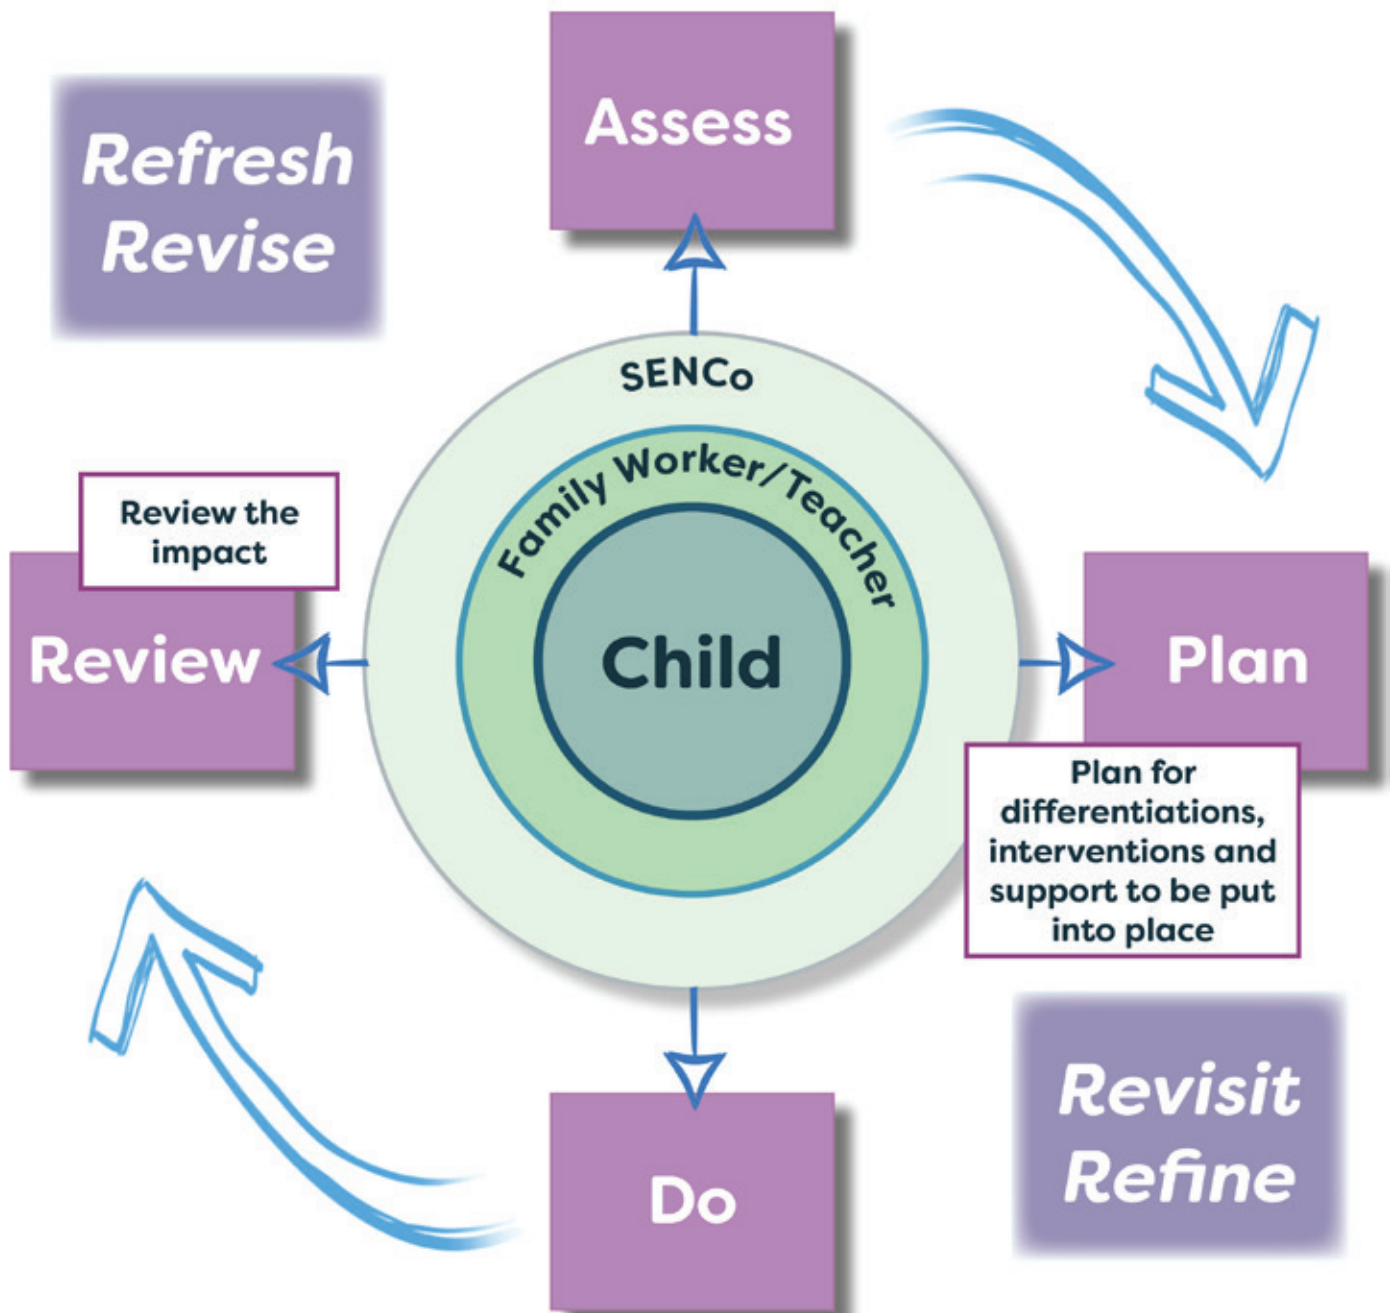 Assess
Refresh
Revise
SENCo
Family Worker/Teacher
Child
Review the
impact
Review
Plan
Plan for
differentiations,
interventions and
support to be put
into place
Revisit
Refine
Do